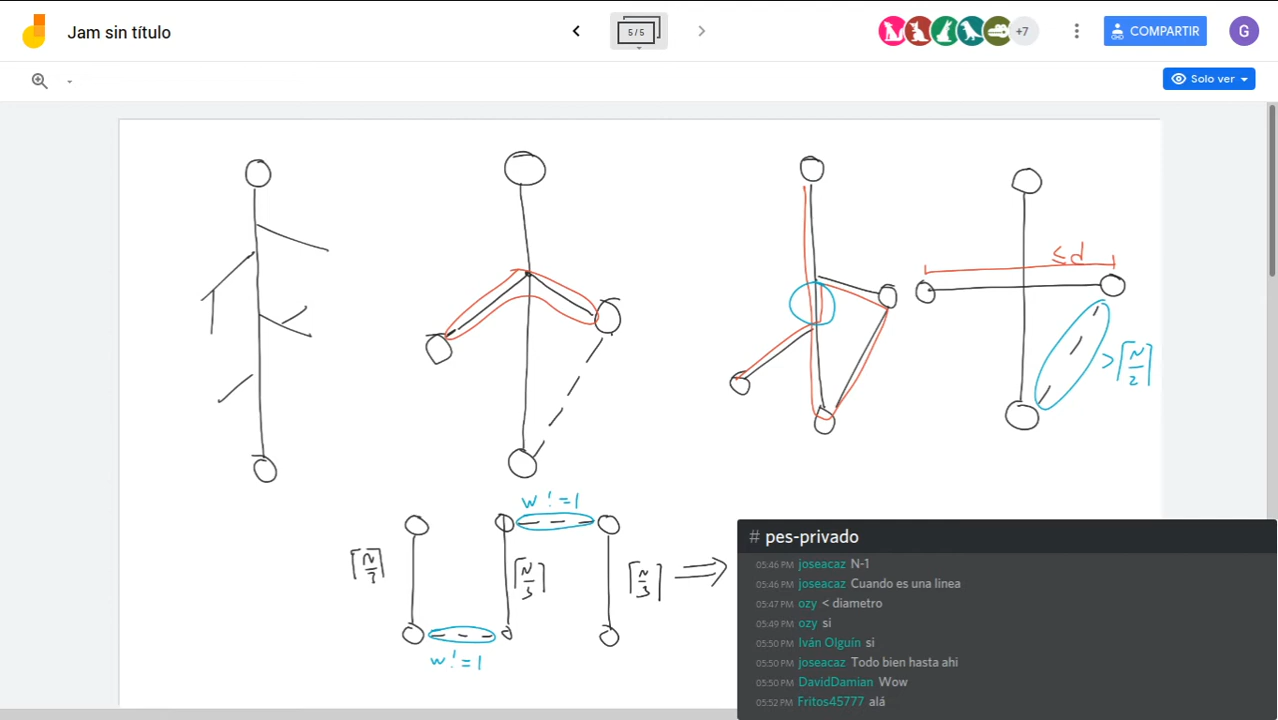 Jam sin título
5/5
+7
COMPARTIR
G
Solo ver
≤ d
> ⌈N/2⌉
w! = 1
⌈N/3⌉
⌈N/3⌉
⌈N/3⌉
w! = 1
# pes-privado
05:46 PM joseacaz N-1
05:46 PM joseacaz Cuando es una linea
05:47 PM ozy < diametro
05:49 PM ozy si
05:50 PM Iván Olguín si
05:50 PM joseacaz Todo bien hasta ahi
05:50 PM DavidDamian Wow
05:52 PM Fritos45777 alá